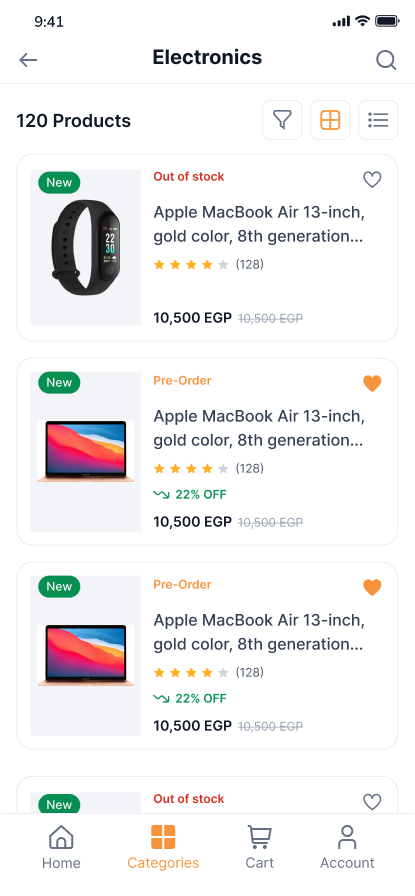 9:41
Electronics
120 Products
New
Out of stock
Apple MacBook Air 13-inch,
gold color, 8th generation...
(128)
10,500 EGP 10,500 EGP
22
30
New
Pre-Order
Apple MacBook Air 13-inch,
gold color, 8th generation...
(128)
22% OFF
10,500 EGP 10,500 EGP
New
Pre-Order
Apple MacBook Air 13-inch,
gold color, 8th generation...
(128)
22% OFF
10,500 EGP 10,500 EGP
New
Out of stock
Home
Categories
Cart
Account